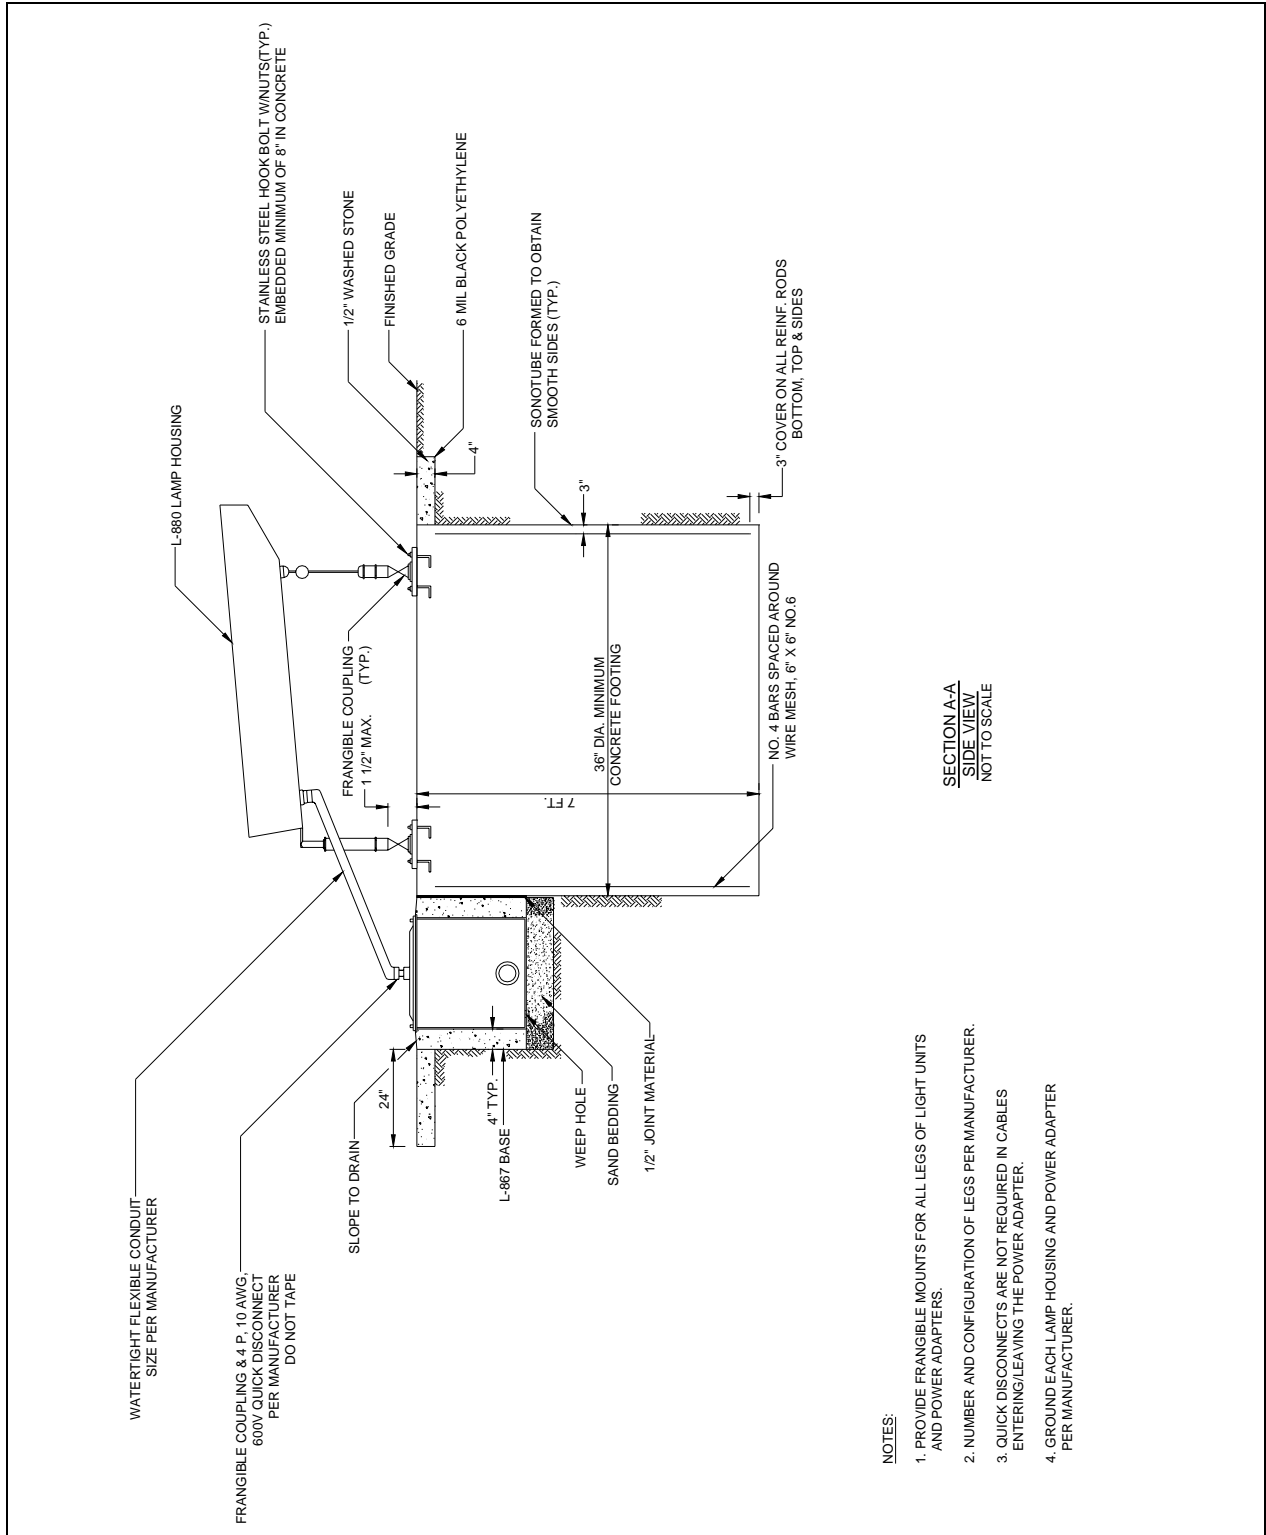 WATERTIGHT FLEXIBLE CONDUIT
SIZE PER MANUFACTURER
FRANGIBLE COUPLING & 4 P, 10 AWG,
600V QUICK DISCONNECT
PER MANUFACTURER
DO NOT TAPE
SLOPE TO DRAIN
24"
4" TYP.
L-867 BASE
WEEP HOLE
SAND BEDDING
1/2" JOINT MATERIAL
L-880 LAMP HOUSING
FRANGIBLE COUPLING
1 1/2" MAX. (TYP.)
7 FT.
36" DIA. MINIMUM
CONCRETE FOOTING
NO. 4 BARS SPACED AROUND
WIRE MESH, 6" X 6" NO.6
STAINLESS STEEL HOOK BOLT W/NUTS(TYP.)
EMBEDDED MINIMUM OF 8" IN CONCRETE
1/2" WASHED STONE
FINISHED GRADE
6 MIL BLACK POLYETHYLENE
4"
SONOTUBE FORMED TO OBTAIN
SMOOTH SIDES (TYP.)
3"
3" COVER ON ALL REINF. RODS
BOTTOM, TOP & SIDES
SECTION A-A
SIDE VIEW
NOT TO SCALE
NOTES:
1. PROVIDE FRANGIBLE MOUNTS FOR ALL LEGS OF LIGHT UNITS
AND POWER ADAPTERS.
2. NUMBER AND CONFIGURATION OF LEGS PER MANUFACTURER.
3. QUICK DISCONNECTS ARE NOT REQUIRED IN CABLES
ENTERING/LEAVING THE POWER ADAPTER.
4. GROUND EACH LAMP HOUSING AND POWER ADAPTER
PER MANUFACTURER.